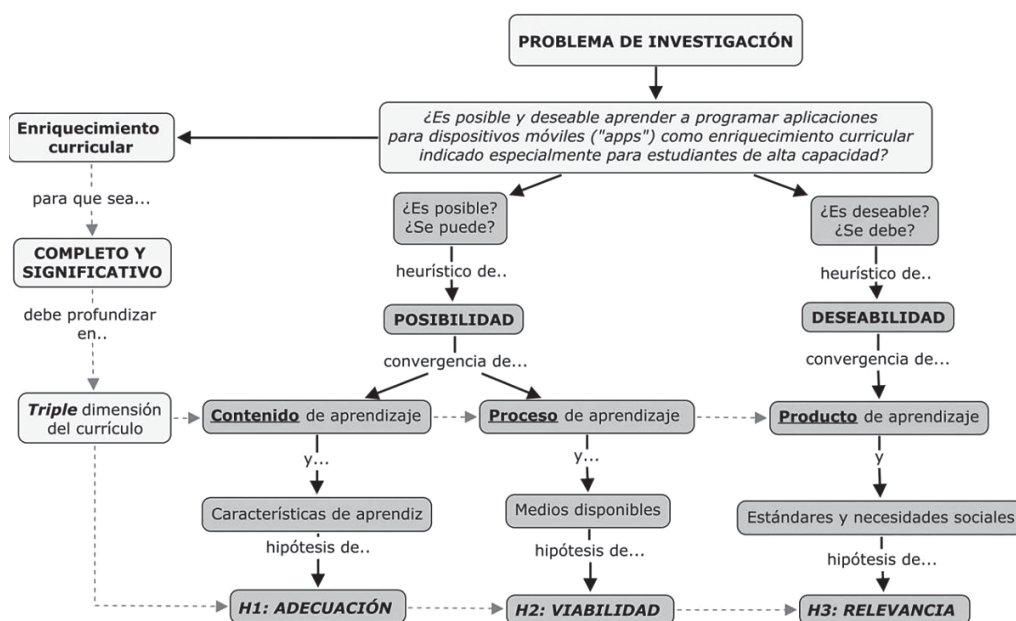 PROBLEMA DE INVESTIGACIÓN
¿Es posible y deseable aprender a programar aplicaciones
para dispositivos móviles ("apps") como enriquecimiento curricular
indicado especialmente para estudiantes de alta capacidad?
Enriquecimiento
curricular
para que sea...
COMPLETO Y
SIGNIFICATIVO
debe profundizar
en..
Triple dimensión
del currículo
¿Es posible?
¿Se puede?
heurístico de..
POSIBILIDAD
convergencia de...
¿Es deseable?
¿Se debe?
heurístico de..
DESEABILIDAD
convergencia de...
Contenido de aprendizaje
Proceso de aprendizaje
Producto de aprendizaje
y...
y...
y
Características de aprendiz
Medios disponibles
Estándares y necesidades sociales
hipótesis de..
hipótesis de...
hipótesis de...
H1: ADECUACIÓN
H2: VIABILIDAD
H3: RELEVANCIA